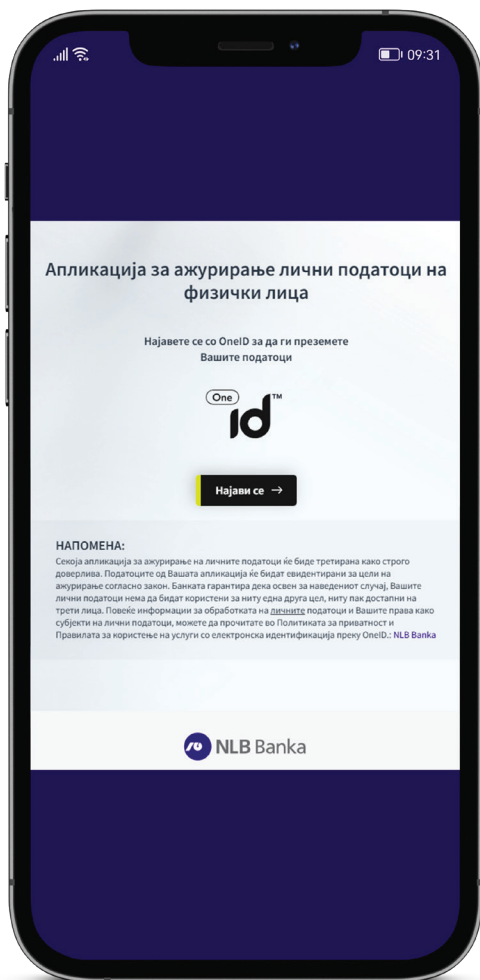 09:31
Апликација за ажурирање лични податоци на
физички лица
Најавете се со OneID за да ги преземете
Вашите податоци
One
id™
Најави се →
НАПОМЕНА:
Секоја апликација за ажурирање на личните податоци ќе биде третирана како строго
доверлива. Податоците од Вашата апликација ќе бидат евидентирани за цели на
ажурирање согласно закон. Банката гарантира дека освен за наведениот случај, Вашите
лични податоци нема да бидат користени за ниту една друга цел, ниту пак достапни на
трети лица. Повеќе информации за обработката на личните податоци и Вашите права како
субјекти на лични податоци, можете да прочитате во Политиката за приватност и
Правилата за користење на услуги со електронска идентификација преку OneID.: NLB Banka
NLB Banka